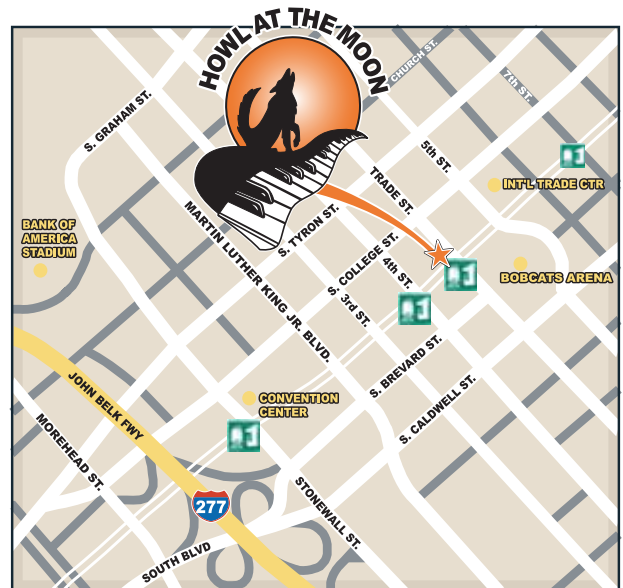 HOWL AT THE MOON
CHURCH ST.
7th ST.
S. GRAHAM ST.
5th ST.
INT'L TRADE CTR
TRADE ST.
BANK OF
AMERICA
STADIUM
MARTIN LUTHER KING JR. BLVD.
S. TYRON ST.
S. COLLEGE ST.
4th ST.
3rd ST.
BOBCATS ARENA
S. BREVARD ST.
JOHN BELK FWY
CONVENTION
CENTER
S. CALDWELL ST.
MOREHEAD ST.
277
STONEWALL ST.
SOUTH BLVD